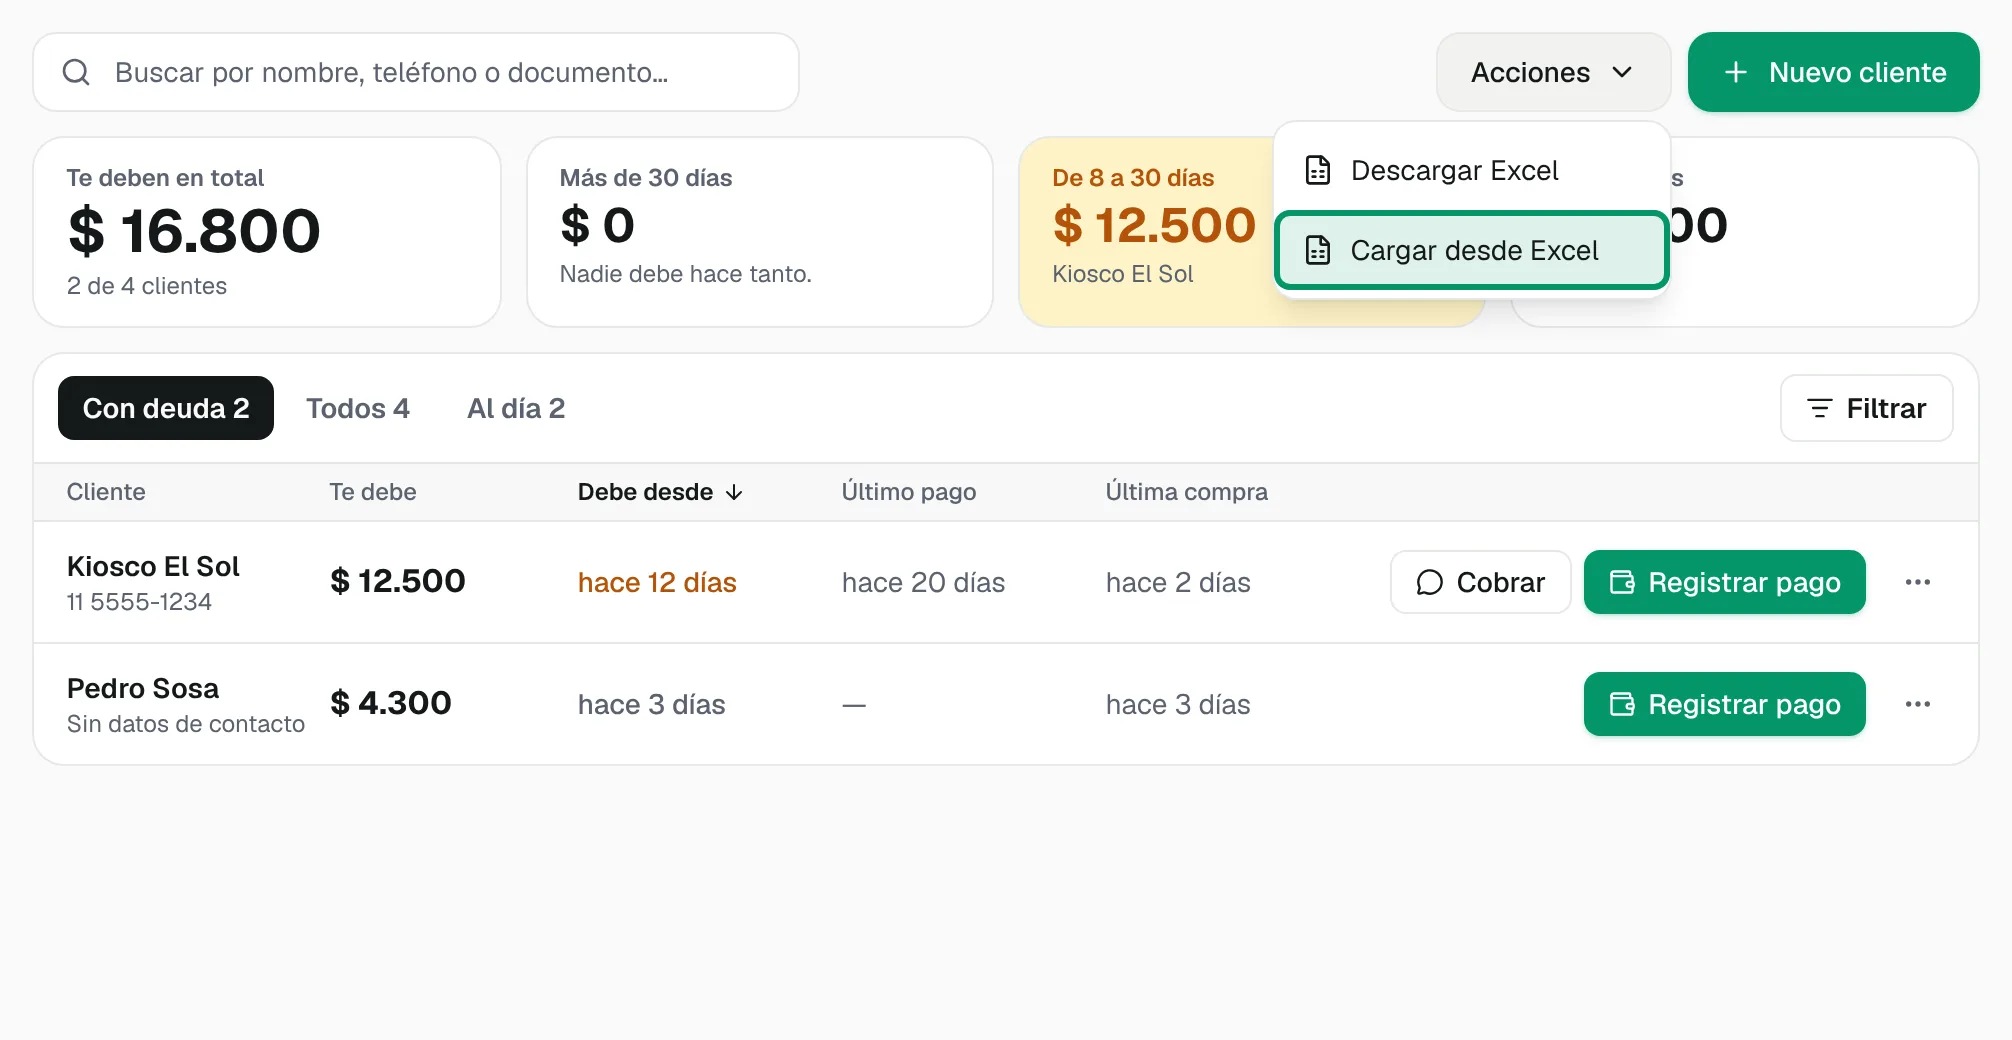 Buscar por nombre, teléfono o documento...
Acciones
Nuevo cliente
Descargar Excel
Cargar desde Excel
Te deben en total
$ 16.800
2 de 4 clientes
Más de 30 días
$ 0
Nadie debe hace tanto.
De 8 a 30 días
$ 12.500
Kiosco El Sol
Con deuda 2
Todos 4
Al día 2
Filtrar
Cliente
Te debe
Debe desde
Último pago
Última compra
Kiosco El Sol
11 5555-1234
$ 12.500
hace 12 días
hace 20 días
hace 2 días
Cobrar
Registrar pago
Pedro Sosa
Sin datos de contacto
$ 4.300
hace 3 días
—
hace 3 días
Registrar pago